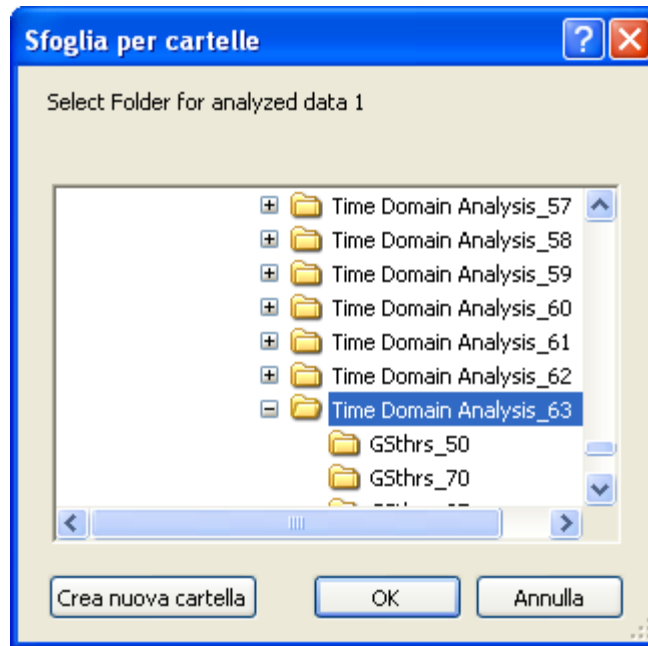 Sfoglia per cartelle
Select Folder for analyzed data 1
Time Domain Analysis_57
Time Domain Analysis_58
Time Domain Analysis_59
Time Domain Analysis_60
Time Domain Analysis_61
Time Domain Analysis_62
Time Domain Analysis_63
GSthrs_50
GSthrs_70
Crea nuova cartella
OK
Annulla